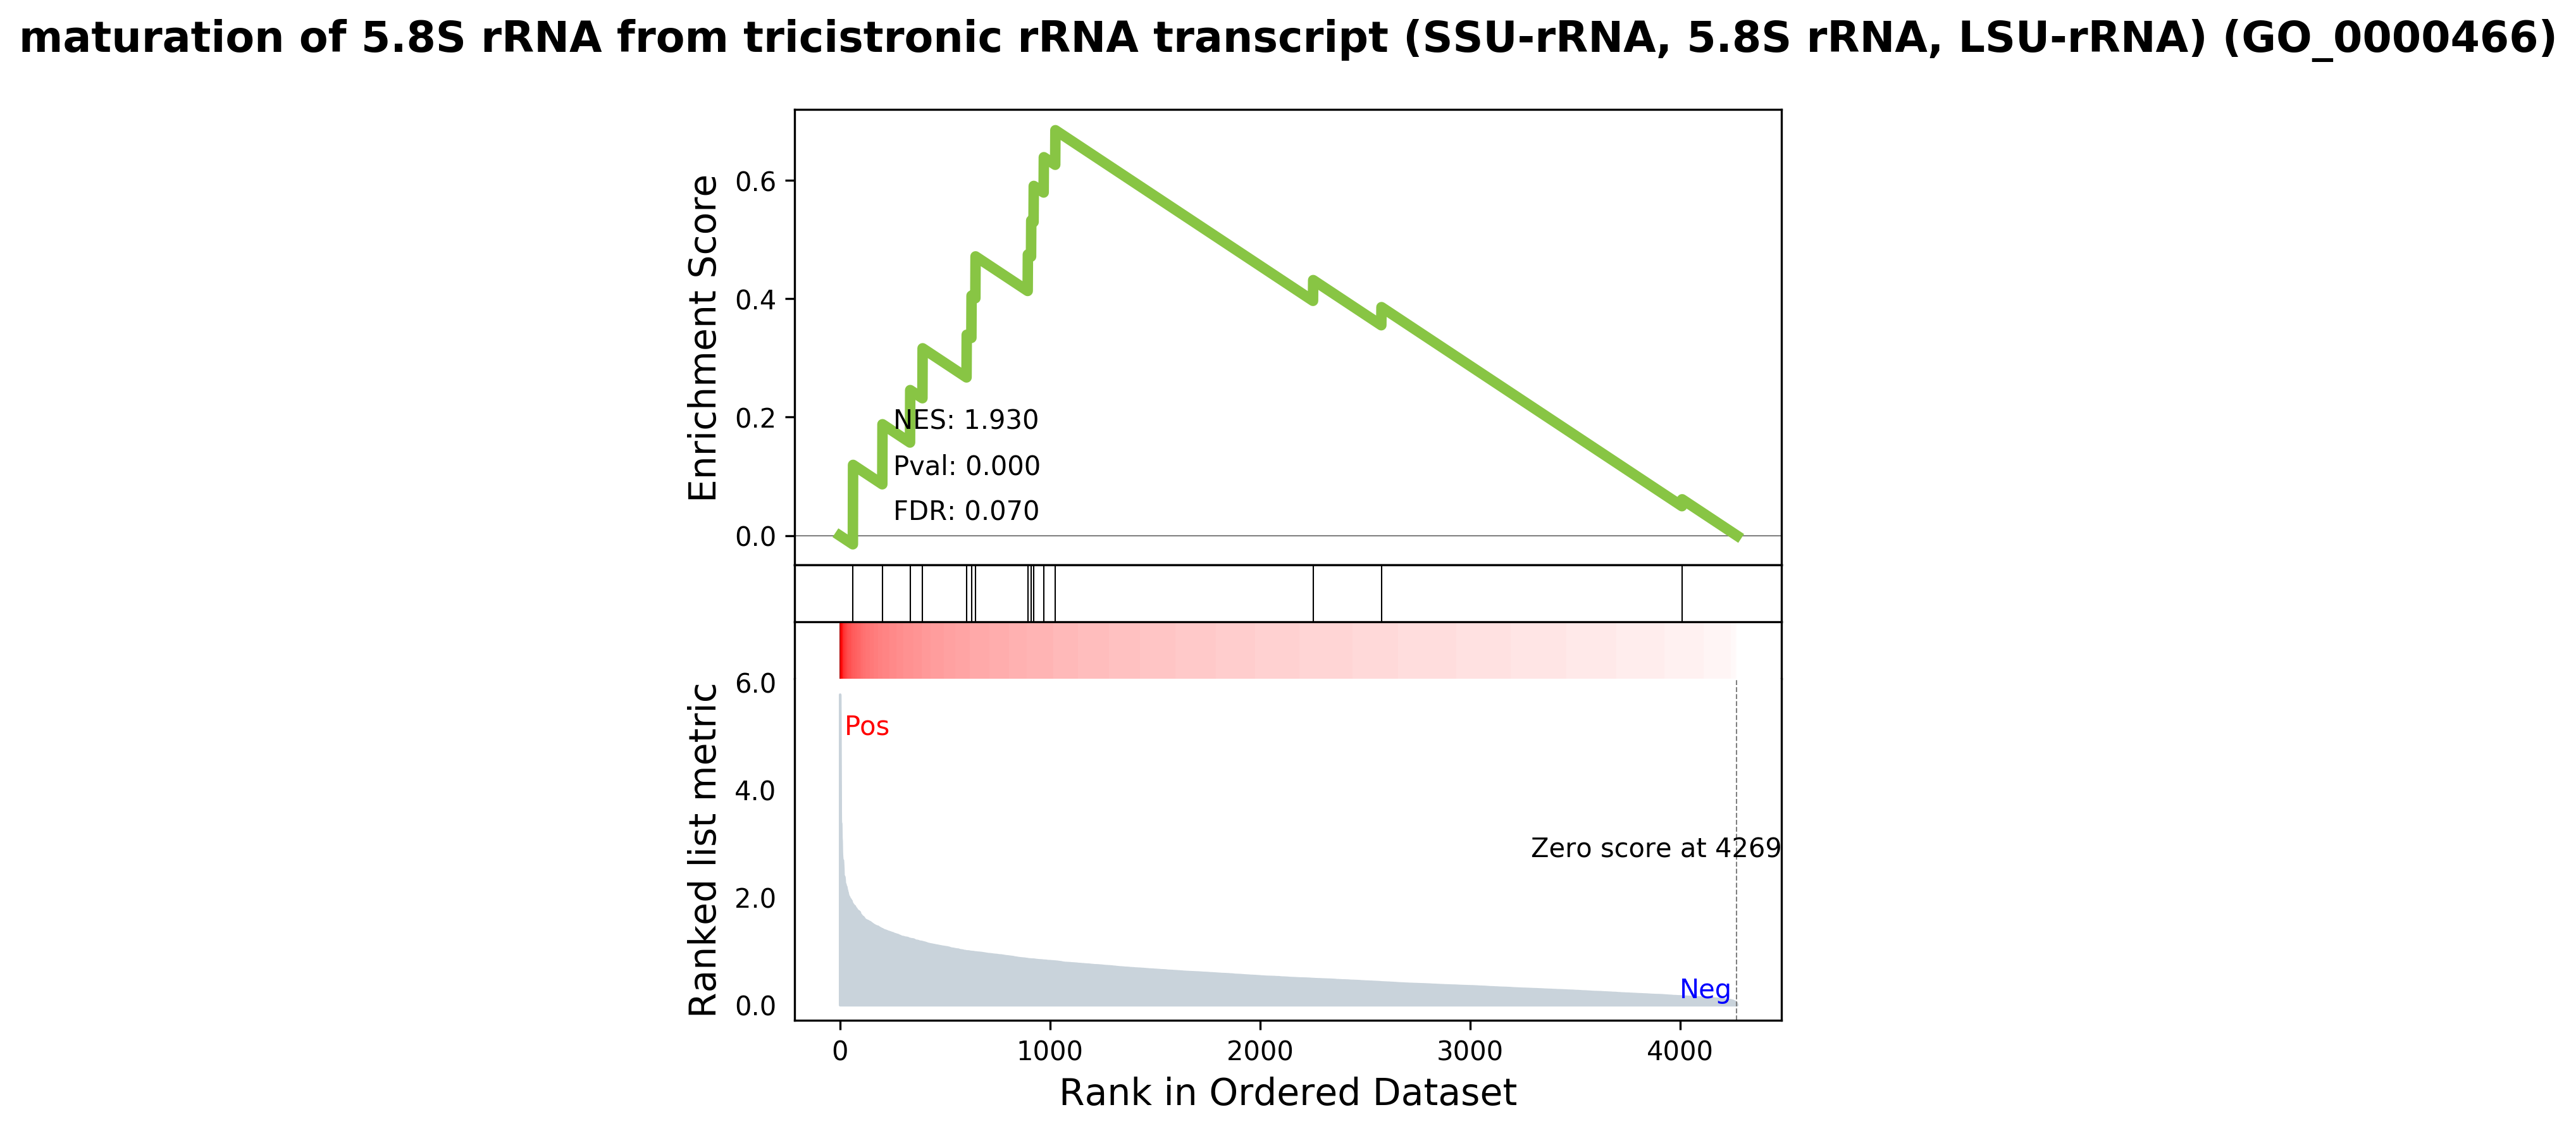 maturation of 5.8S rRNA from tricistronic rRNA transcript (SSU-rRNA, 5.8S rRNA, LSU-rRNA) (GO_0000466)
Enrichment Score
0.6
0.4
0.2
0.0
NES: 1.930
Pval: 0.000
FDR: 0.070
Ranked list metric
6.0
4.0
2.0
0.0
Pos
Zero score at 4269
Neg
0 1000 2000 3000 4000
Rank in Ordered Dataset